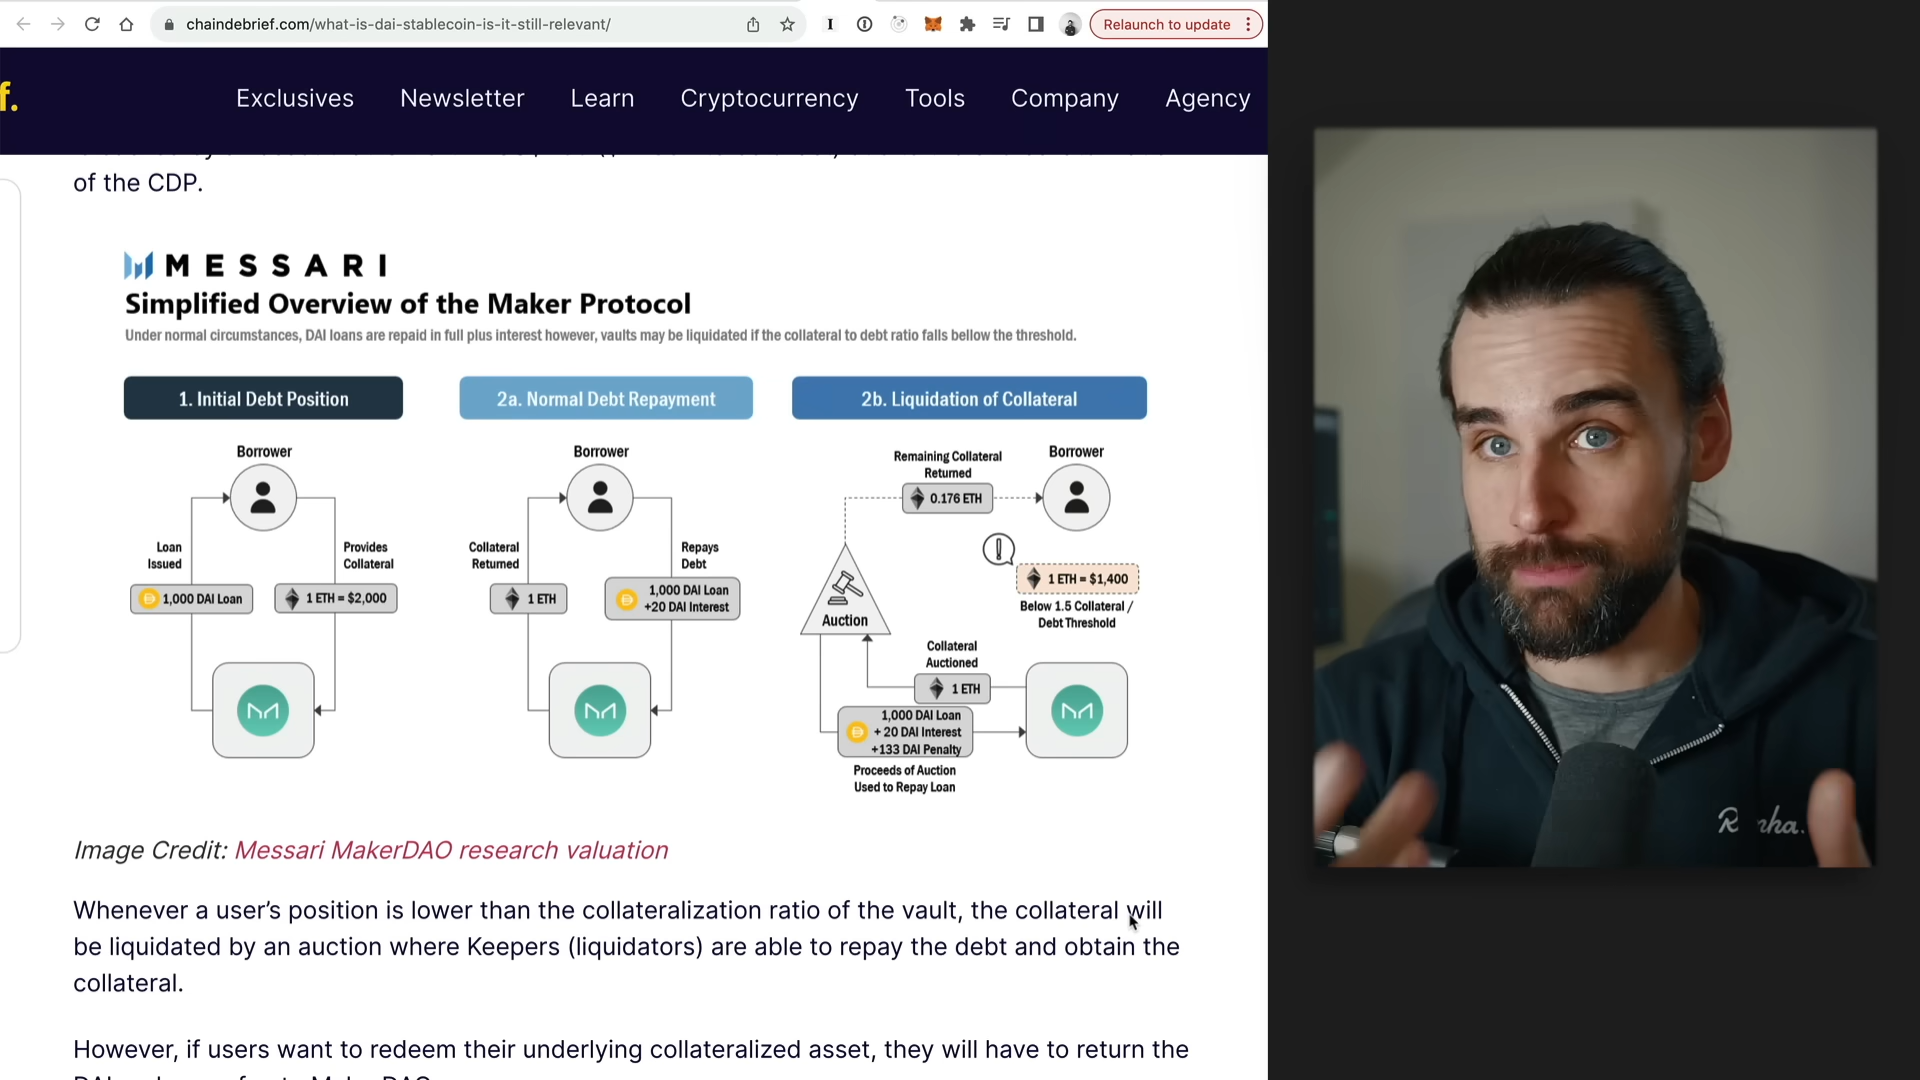 chaindebrief.com/what-is-dai-stablecoin-is-it-still-relevant/
Relaunch to update
f.
Exclusives
Newsletter
Learn
Cryptocurrency
Tools
Company
Agency
of the CDP.
MESSARI
Simplified Overview of the Maker Protocol
Under normal circumstances, DAI loans are repaid in full plus interest however, vaults may be liquidated if the collateral to debt ratio falls bellow the threshold.
1. Initial Debt Position
Borrower
Loan
Issued
Provides
Collateral
1,000 DAI Loan
1 ETH = $2,000
2a. Normal Debt Repayment
Borrower
Collateral
Returned
Repays
Debt
1 ETH
1,000 DAI Loan
+20 DAI Interest
2b. Liquidation of Collateral
Remaining Collateral
Returned
Borrower
0.176 ETH
1 ETH = $1,400
Below 1.5 Collateral /
Debt Threshold
Auction
Collateral
Auctioned
1 ETH
1,000 DAI Loan
+ 20 DAI Interest
+133 DAI Penalty
Proceeds of Auction
Used to Repay Loan
Image Credit: Messari MakerDAO research valuation
Whenever a user’s position is lower than the collateralization ratio of the vault, the collateral will
be liquidated by an auction where Keepers (liquidators) are able to repay the debt and obtain the
collateral.
However, if users want to redeem their underlying collateralized asset, they will have to return the